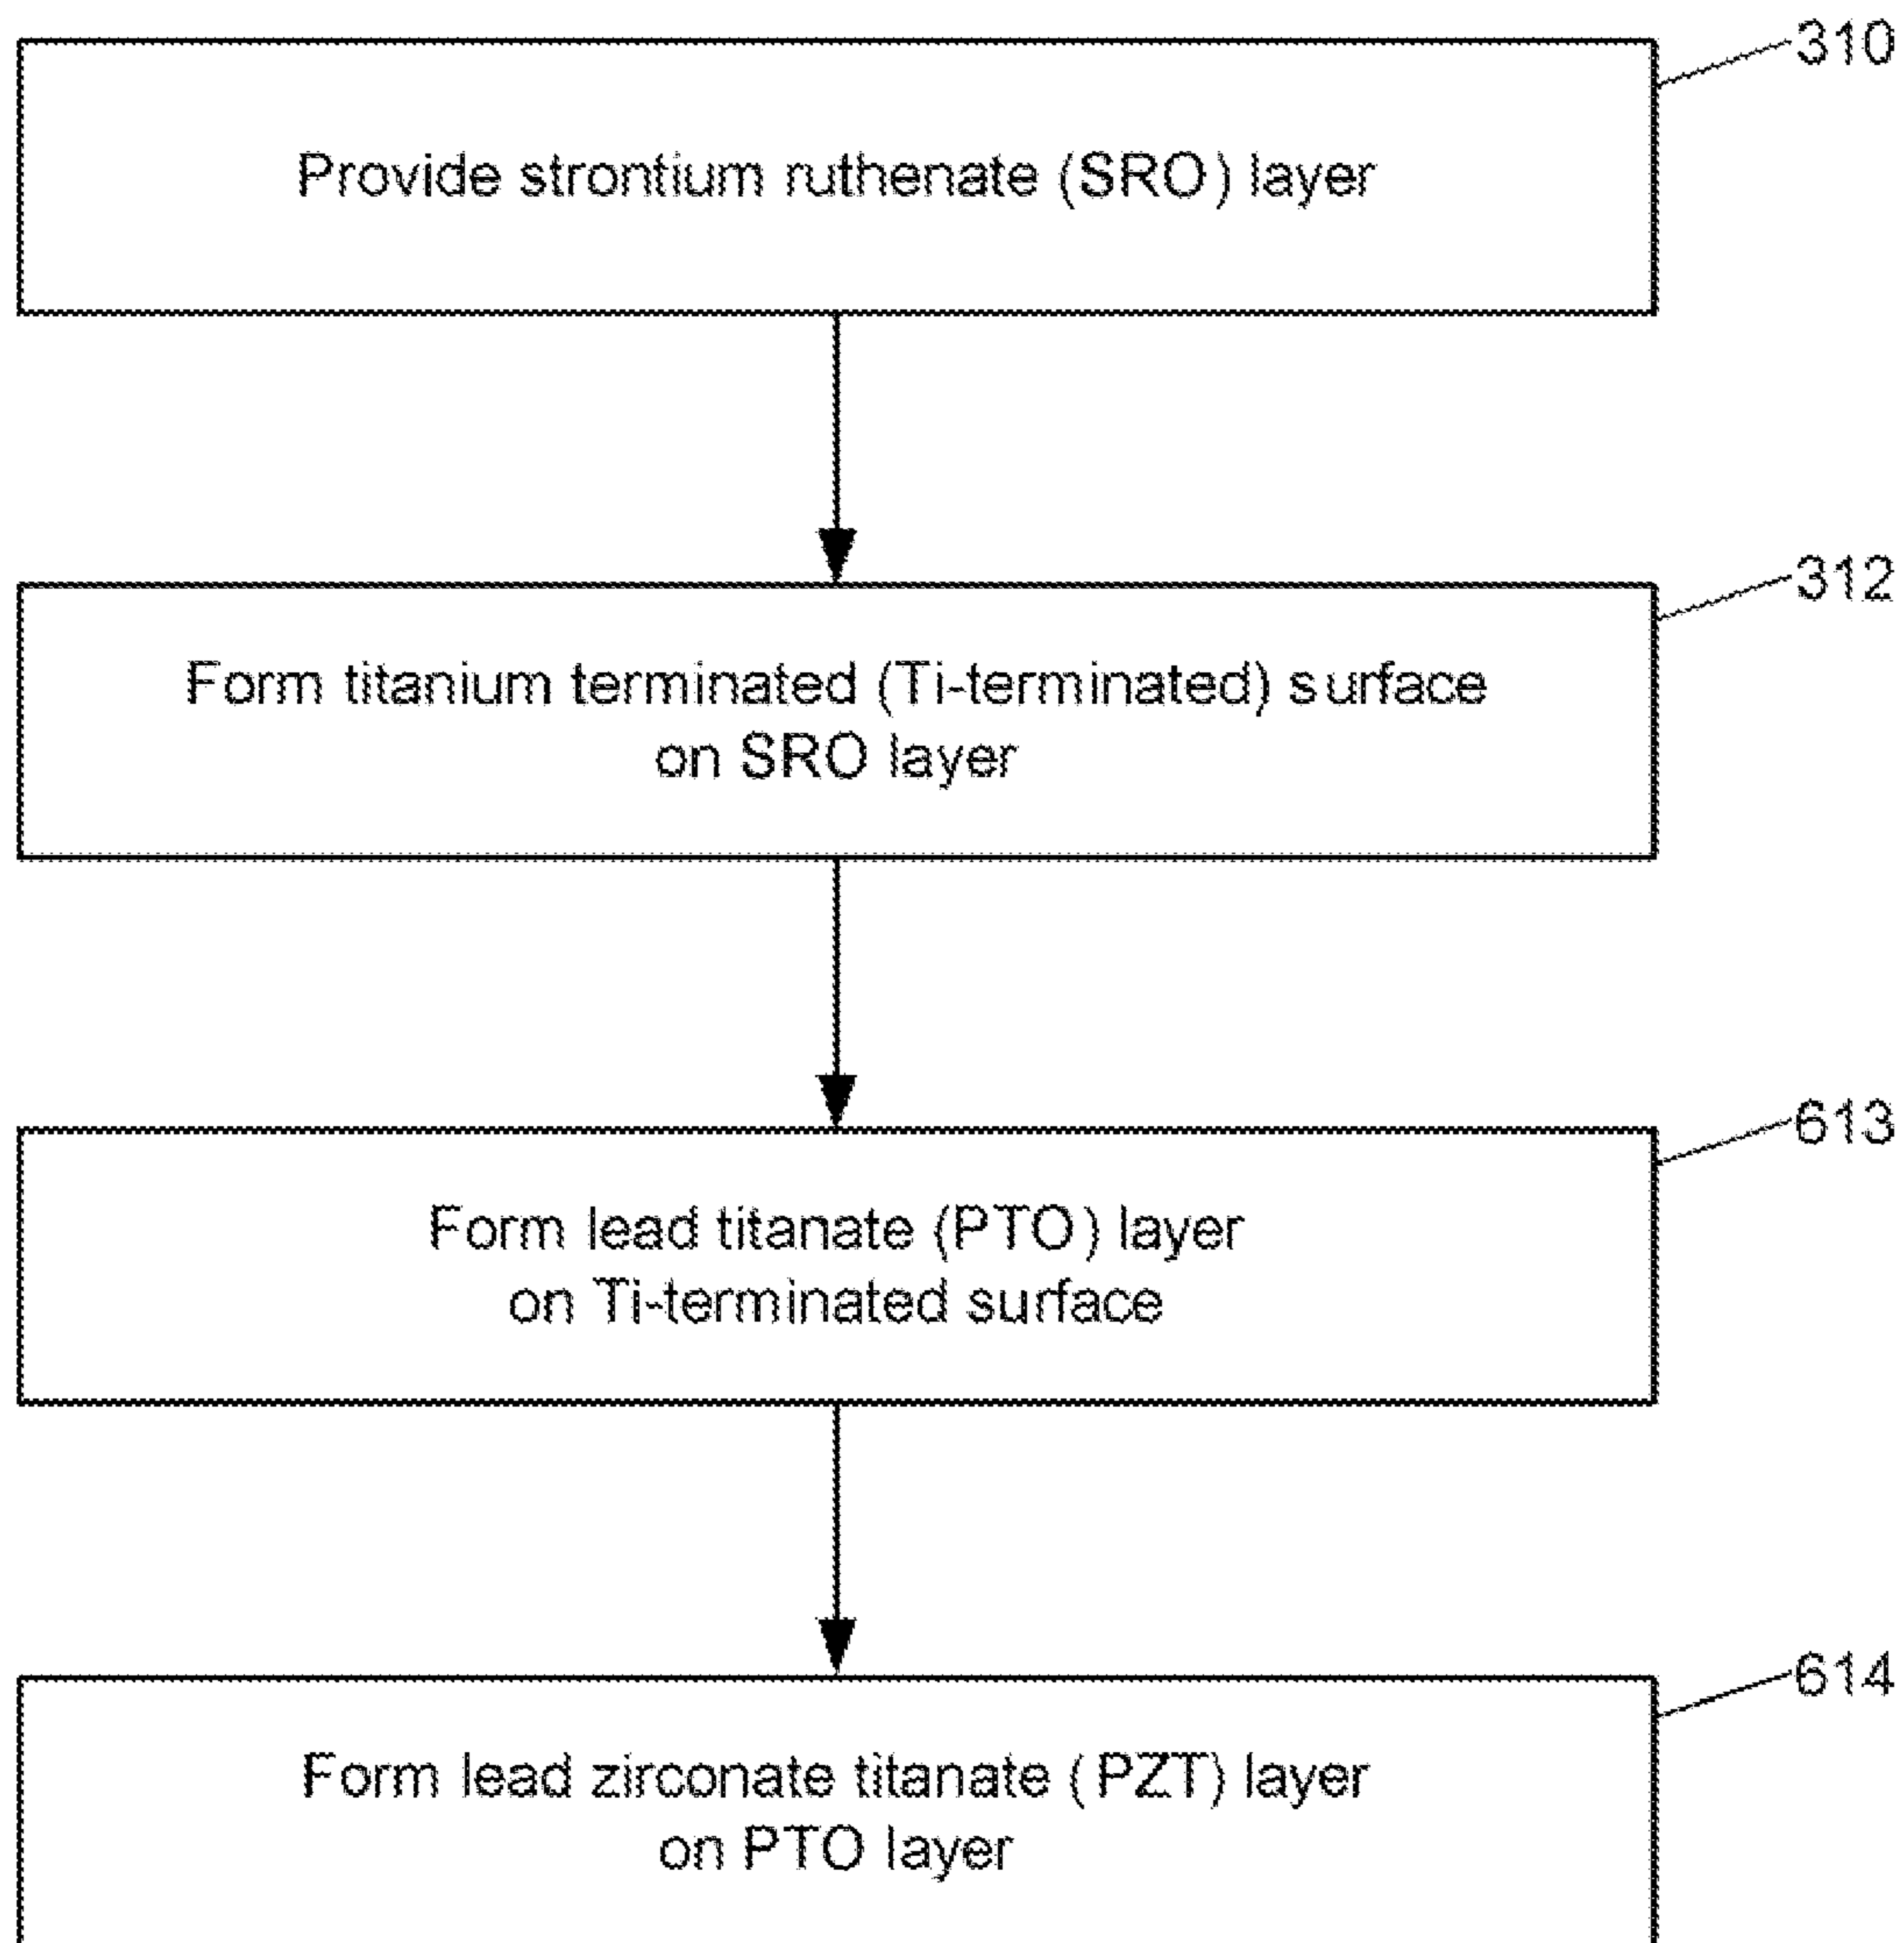 310
Provide strontium ruthenate (SRO) layer
312
Form titanium terminated (Ti-terminated) surface
on SRO layer
613
Form lead titanate (PTO) layer
on Ti-terminated surface
614
Form lead zirconate titanate (PZT) layer
on PTO layer